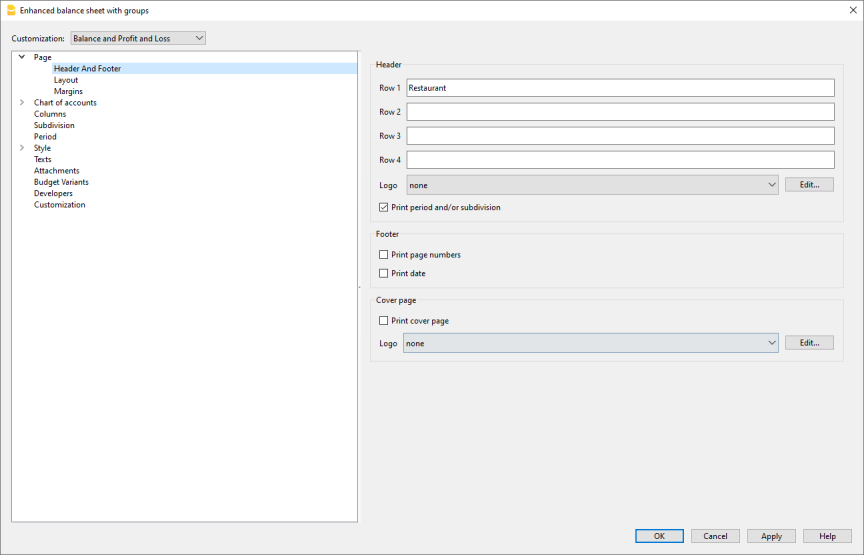 Enhanced balance sheet with groups
Customization: Balance and Profit and Loss
Page
Header And Footer
Layout
Margins
Chart of accounts
Columns
Subdivision
Period
Style
Texts
Attachments
Budget Variants
Developers
Customization
Header
Row 1 Restaurant
Row 2
Row 3
Row 4
Logo none Edit...
Print period and/or subdivision
Footer
Print page numbers
Print date
Cover page
Print cover page
Logo none Edit...
OK Cancel Apply Help